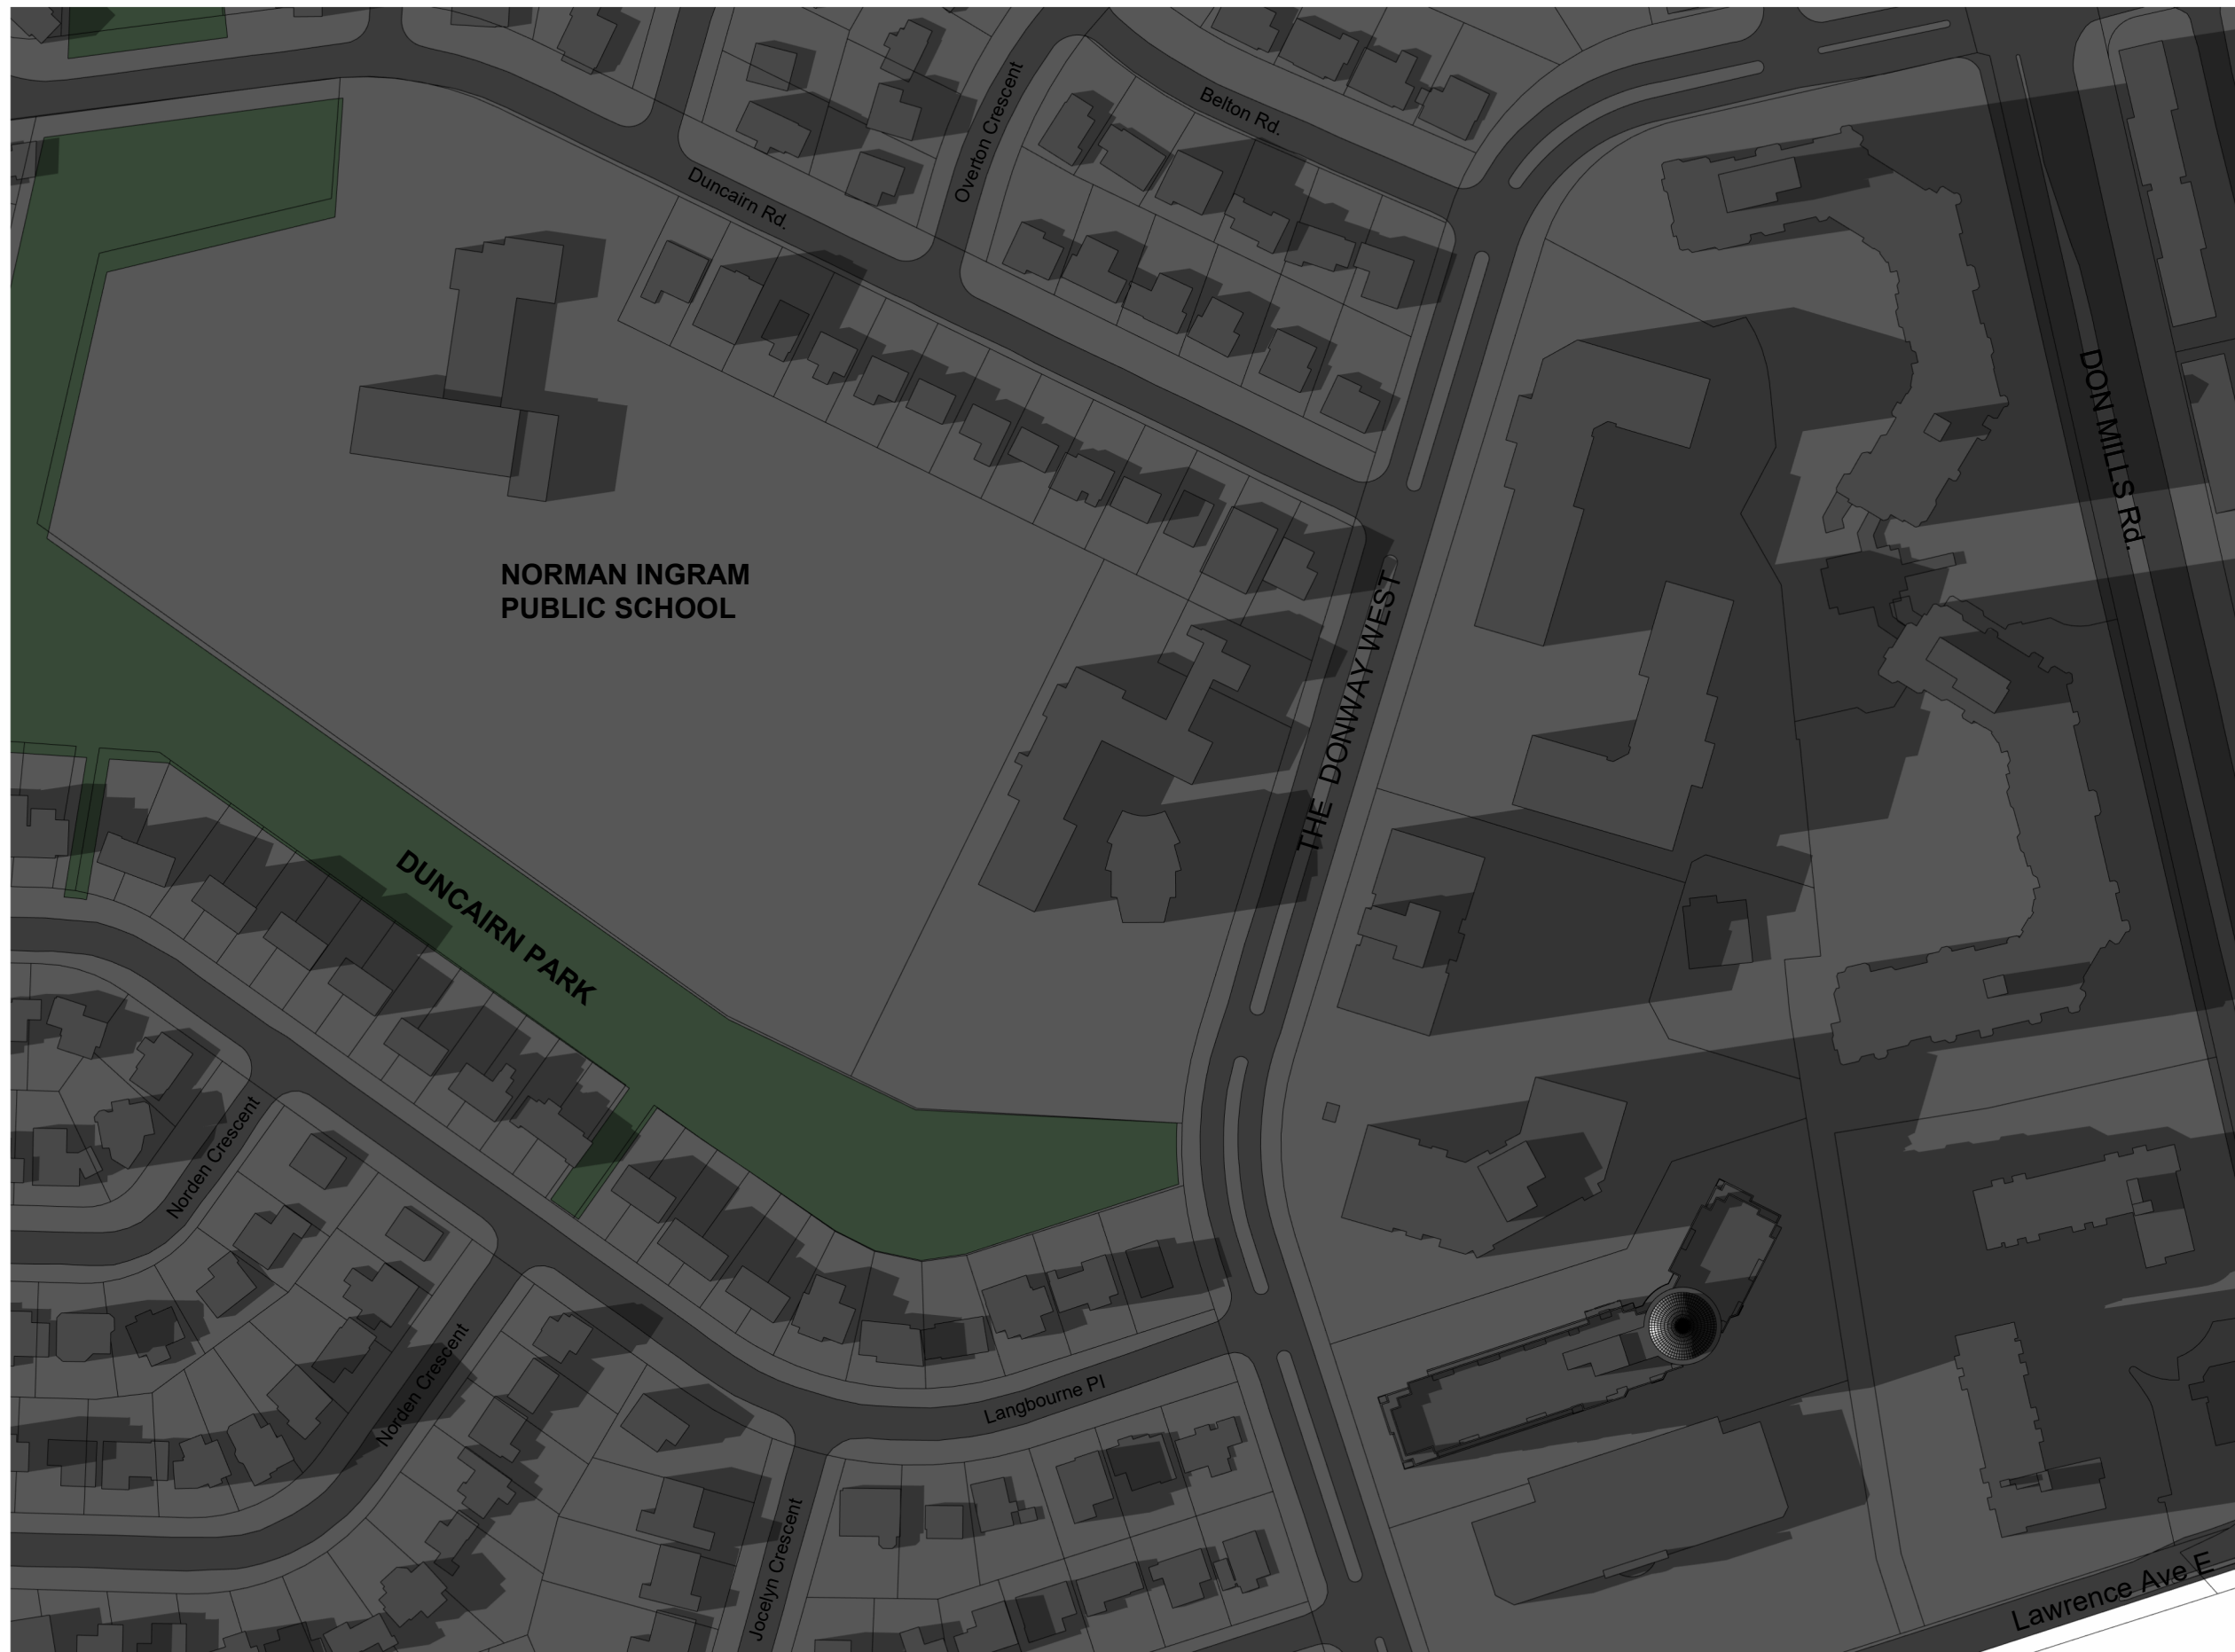 Belton Rd.
Overton Crescent
Duncairn Rd.
DON MILLS Rd.
NORMAN INGRAM
PUBLIC SCHOOL
THE DONWAY WEST
DUNCAIRN PARK
Norden Crescent
Norden Crescent
Langbourne Pl
Jocelyn Crescent
Lawrence Ave E